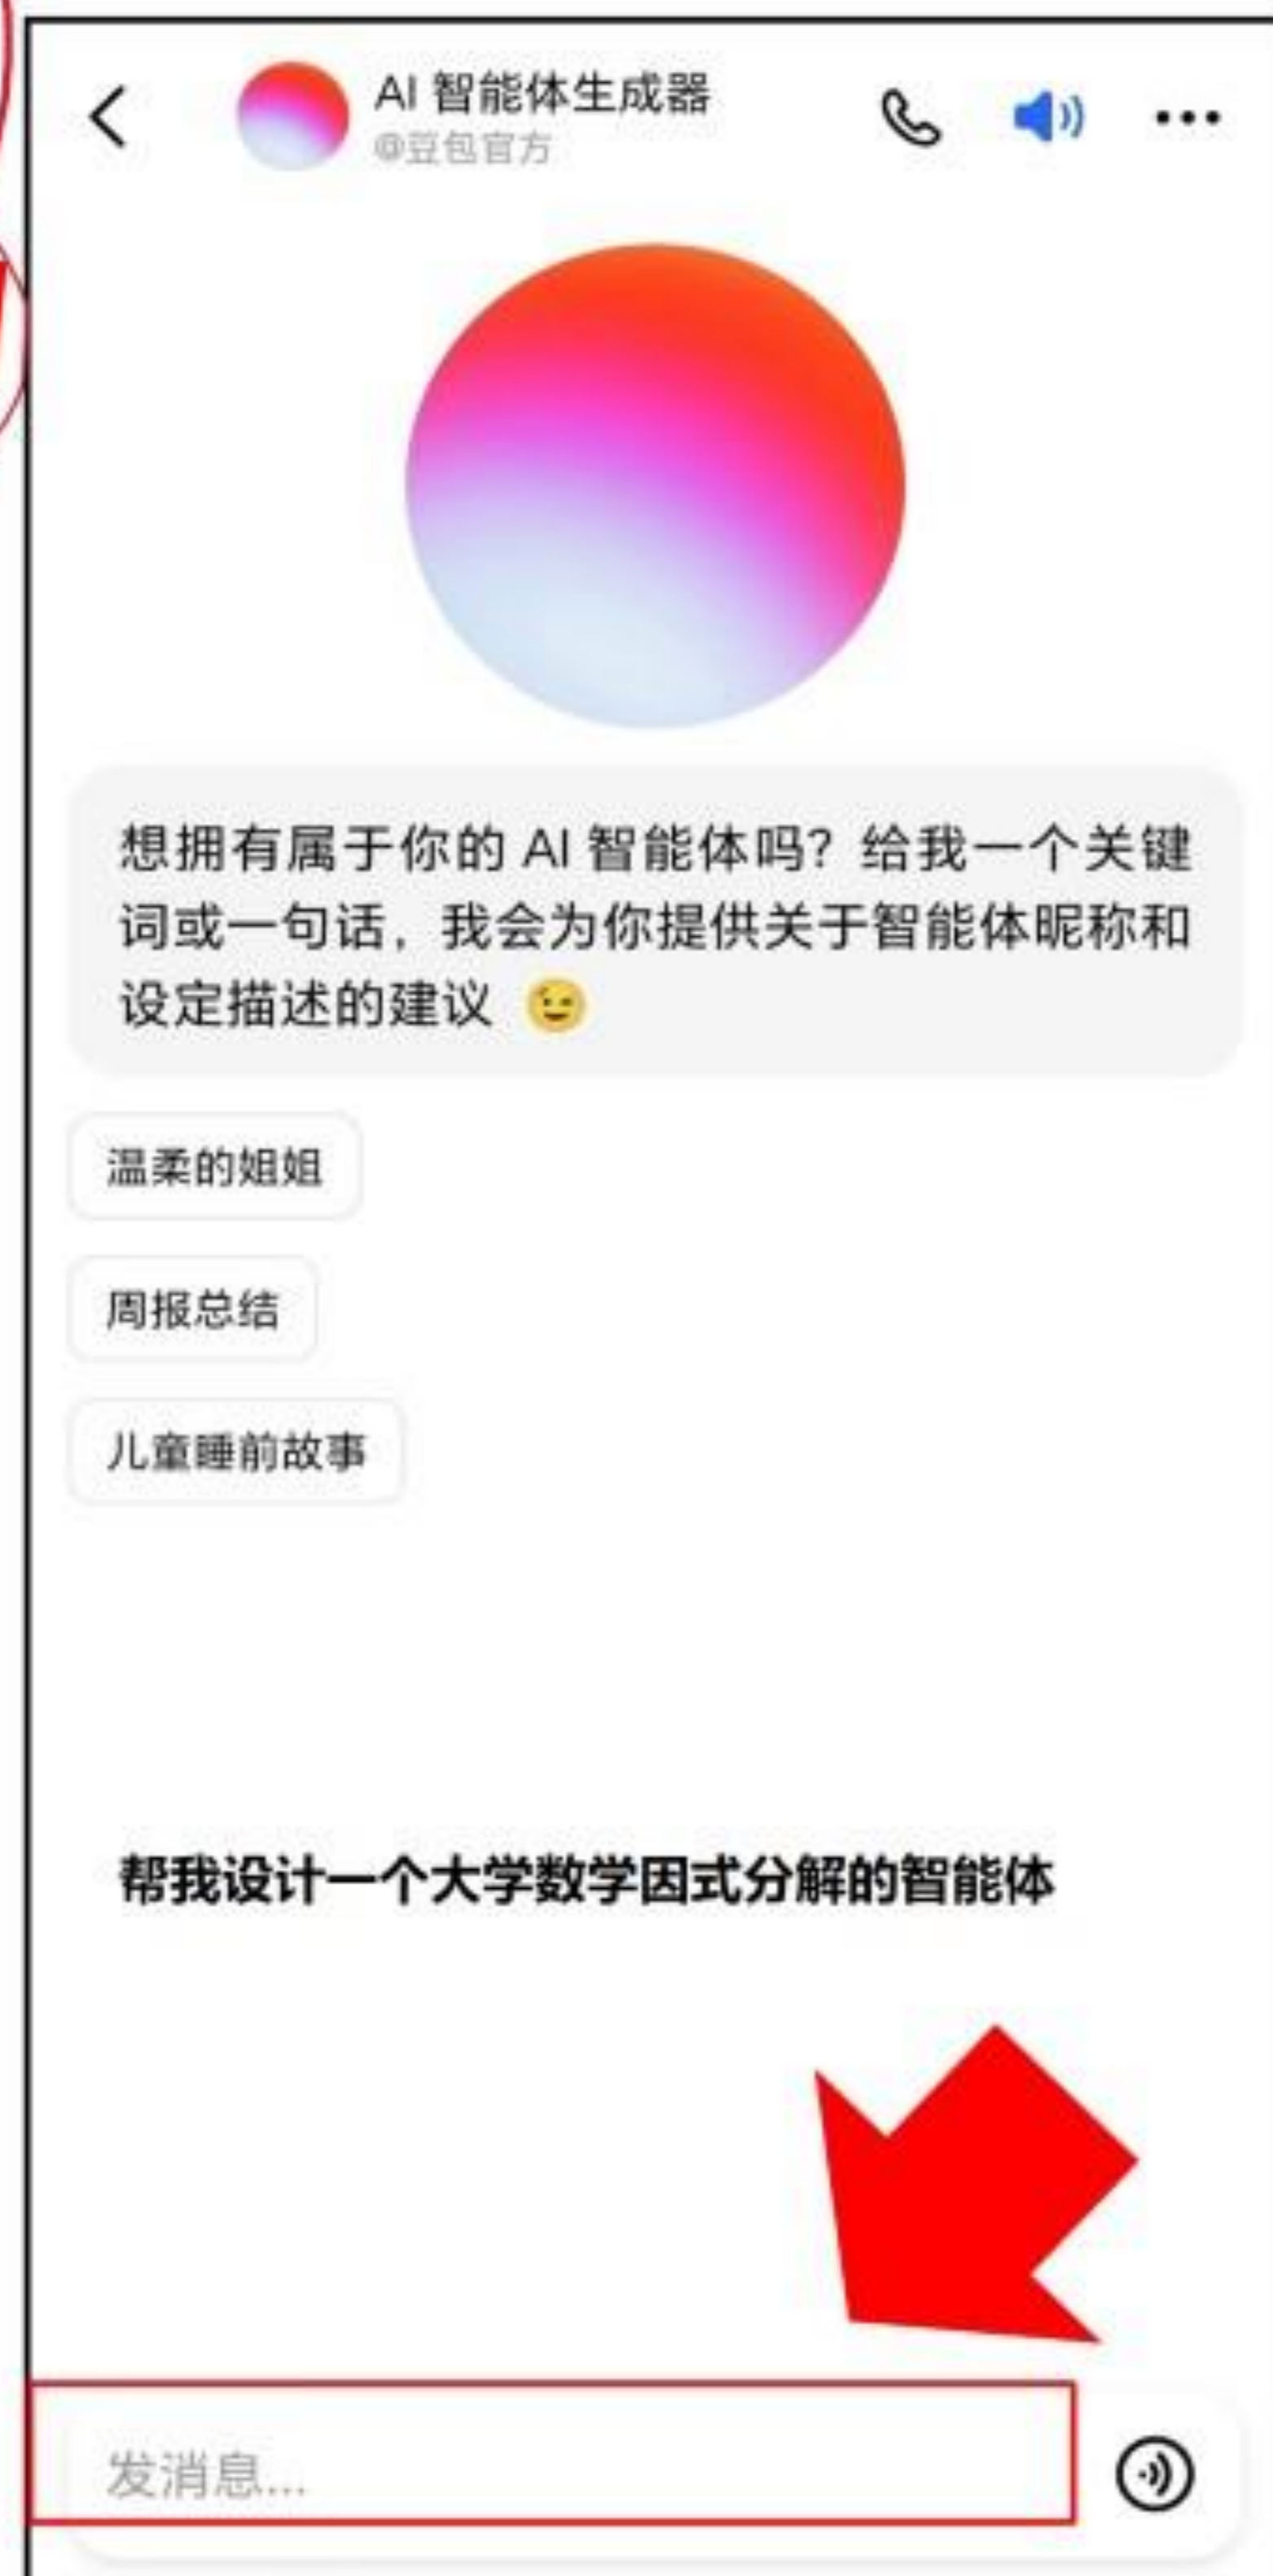 AI 智能体生成器
@豆包官方
想拥有属于你的 AI 智能体吗？给我一个关键
词或一句话，我会为你提供关于智能体昵称和
设定描述的建议 😉
温柔的姐姐
周报总结
儿童睡前故事
帮我设计一个大学数学因式分解的智能体
发消息...